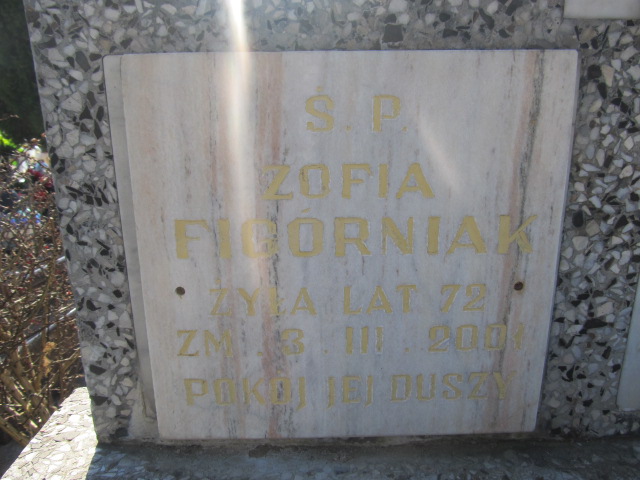 Ś. P.
ZOFIA
FIGÓRNIAK
ŻYŁA LAT 72
ZM. 3. III. 2001
POKÓJ JEJ DUSZY